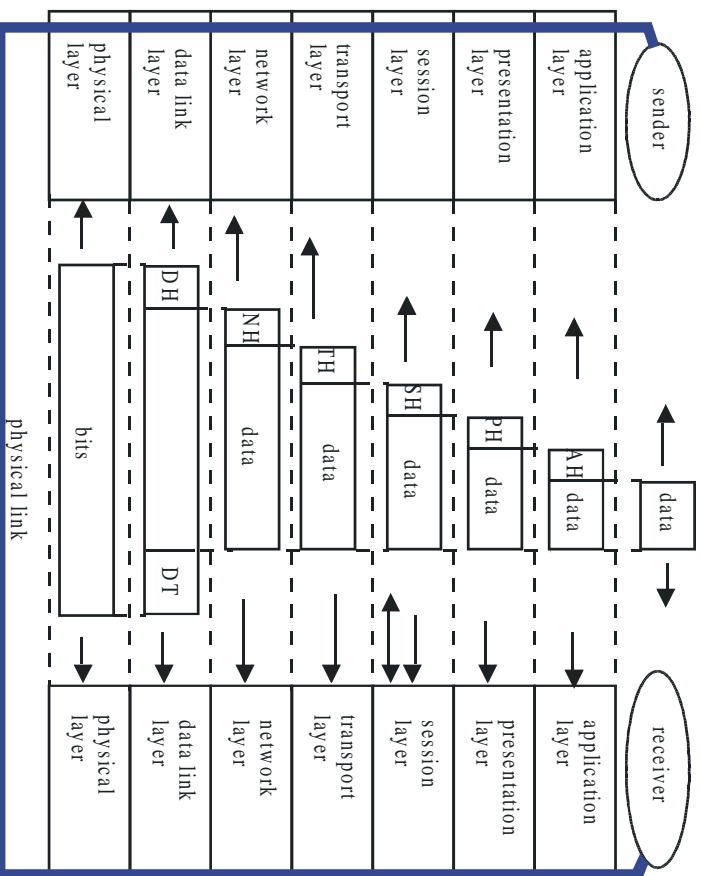 sender
data
receiver
application
layer
AH
data
application
layer
presentation
layer
PH
data
presentation
layer
session
layer
SH
data
session
layer
transport
layer
TH
data
transport
layer
network
layer
NH
data
network
layer
data link
layer
DH
DT
data link
layer
physical
layer
bits
physical
layer
physical link